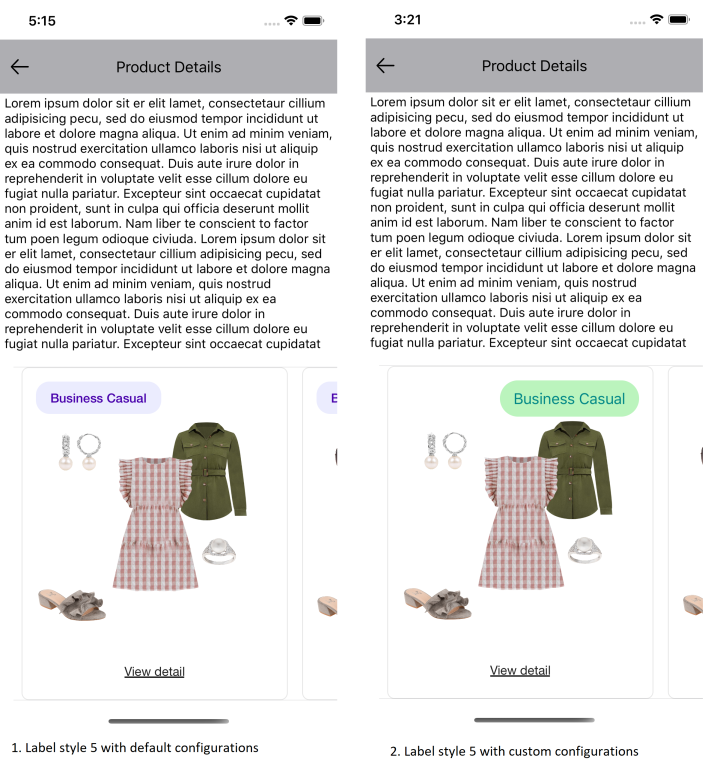 5:15
Product Details
Lorem ipsum dolor sit er elit lamet, consectetaur cillium
adipisicing pecu, sed do eiusmod tempor incididunt ut
labore et dolore magna aliqua. Ut enim ad minim veniam,
quis nostrud exercitation ullamco laboris nisi ut aliquip
ex ea commodo consequat. Duis aute irure dolor in
reprehenderit in voluptate velit esse cillum dolore eu
fugiat nulla pariatur. Excepteur sint occaecat cupidatat
non proident, sunt in culpa qui officia deserunt mollit
anim id est laborum. Nam liber te conscient to factor
tum poen legum odioque civiuda. Lorem ipsum dolor sit
er elit lamet, consectetaur cillium adipisicing pecu, sed
do eiusmod tempor incididunt ut labore et dolore magna
aliqua. Ut enim ad minim veniam, quis nostrud
exercitation ullamco laboris nisi ut aliquip ex ea
commodo consequat. Duis aute irure dolor in
reprehenderit in voluptate velit esse cillum dolore eu
fugiat nulla pariatur. Excepteur sint occaecat cupidatat
Business Casual
View detail
1. Label style 5 with default configurations
3:21
Product Details
Lorem ipsum dolor sit er elit lamet, consectetaur cillium
adipisicing pecu, sed do eiusmod tempor incididunt ut
labore et dolore magna aliqua. Ut enim ad minim veniam,
quis nostrud exercitation ullamco laboris nisi ut aliquip
ex ea commodo consequat. Duis aute irure dolor in
reprehenderit in voluptate velit esse cillum dolore eu
fugiat nulla pariatur. Excepteur sint occaecat cupidatat
non proident, sunt in culpa qui officia deserunt mollit
anim id est laborum. Nam liber te conscient to factor
tum poen legum odioque civiuda. Lorem ipsum dolor sit
er elit lamet, consectetaur cillium adipisicing pecu, sed
do eiusmod tempor incididunt ut labore et dolore magna
aliqua. Ut enim ad minim veniam, quis nostrud
exercitation ullamco laboris nisi ut aliquip ex ea
commodo consequat. Duis aute irure dolor in
reprehenderit in voluptate velit esse cillum dolore eu
fugiat nulla pariatur. Excepteur sint occaecat cupidatat
Business Casual
View detail
2. Label style 5 with custom configurations